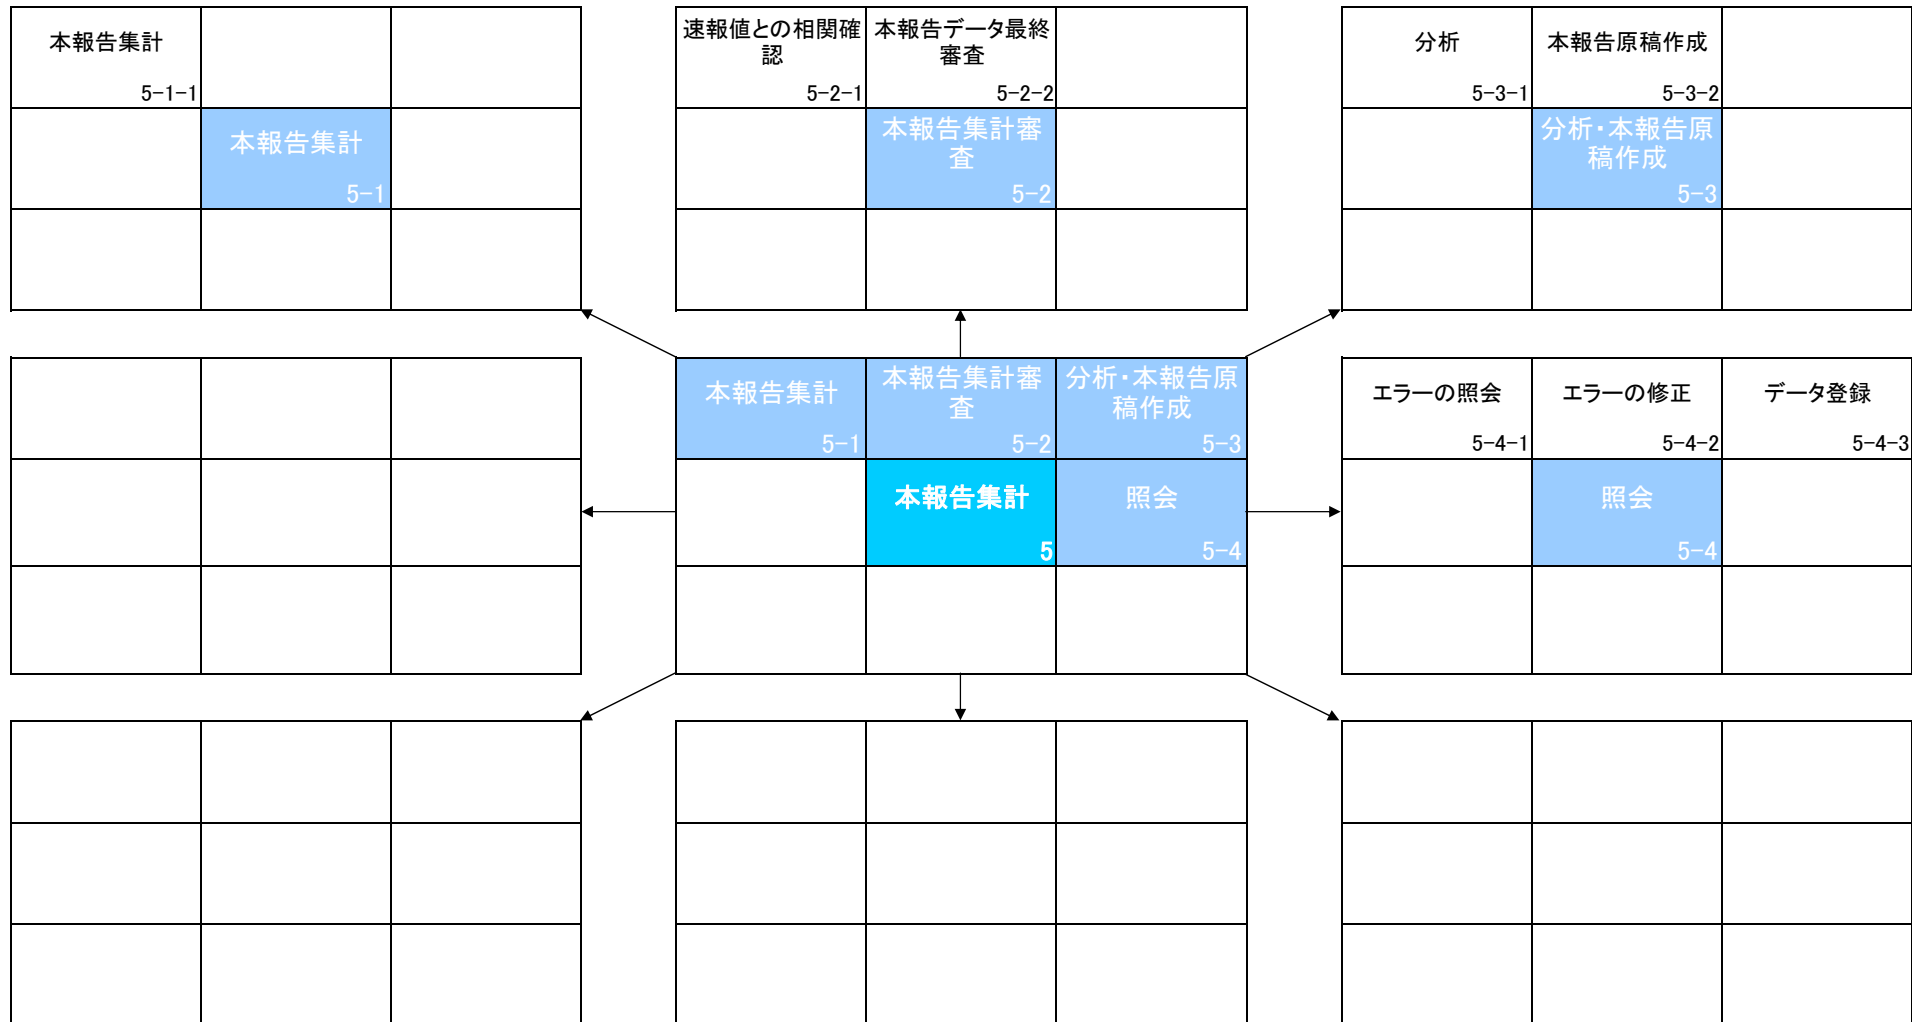 本報告集計
5-1-1
本報告集計
5-1
速報値との相関確
認
5-2-1
本報告データ最終
審査
5-2-2
本報告集計審
査
5-2
分析
5-3-1
本報告原稿作成
5-3-2
分析・本報告原
稿作成
5-3
本報告集計
5-1
本報告集計審
査
5-2
分析・本報告原
稿作成
5-3
本報告集計
5
照会
5-4
エラーの照会
5-4-1
エラーの修正
5-4-2
データ登録
5-4-3
照会
5-4